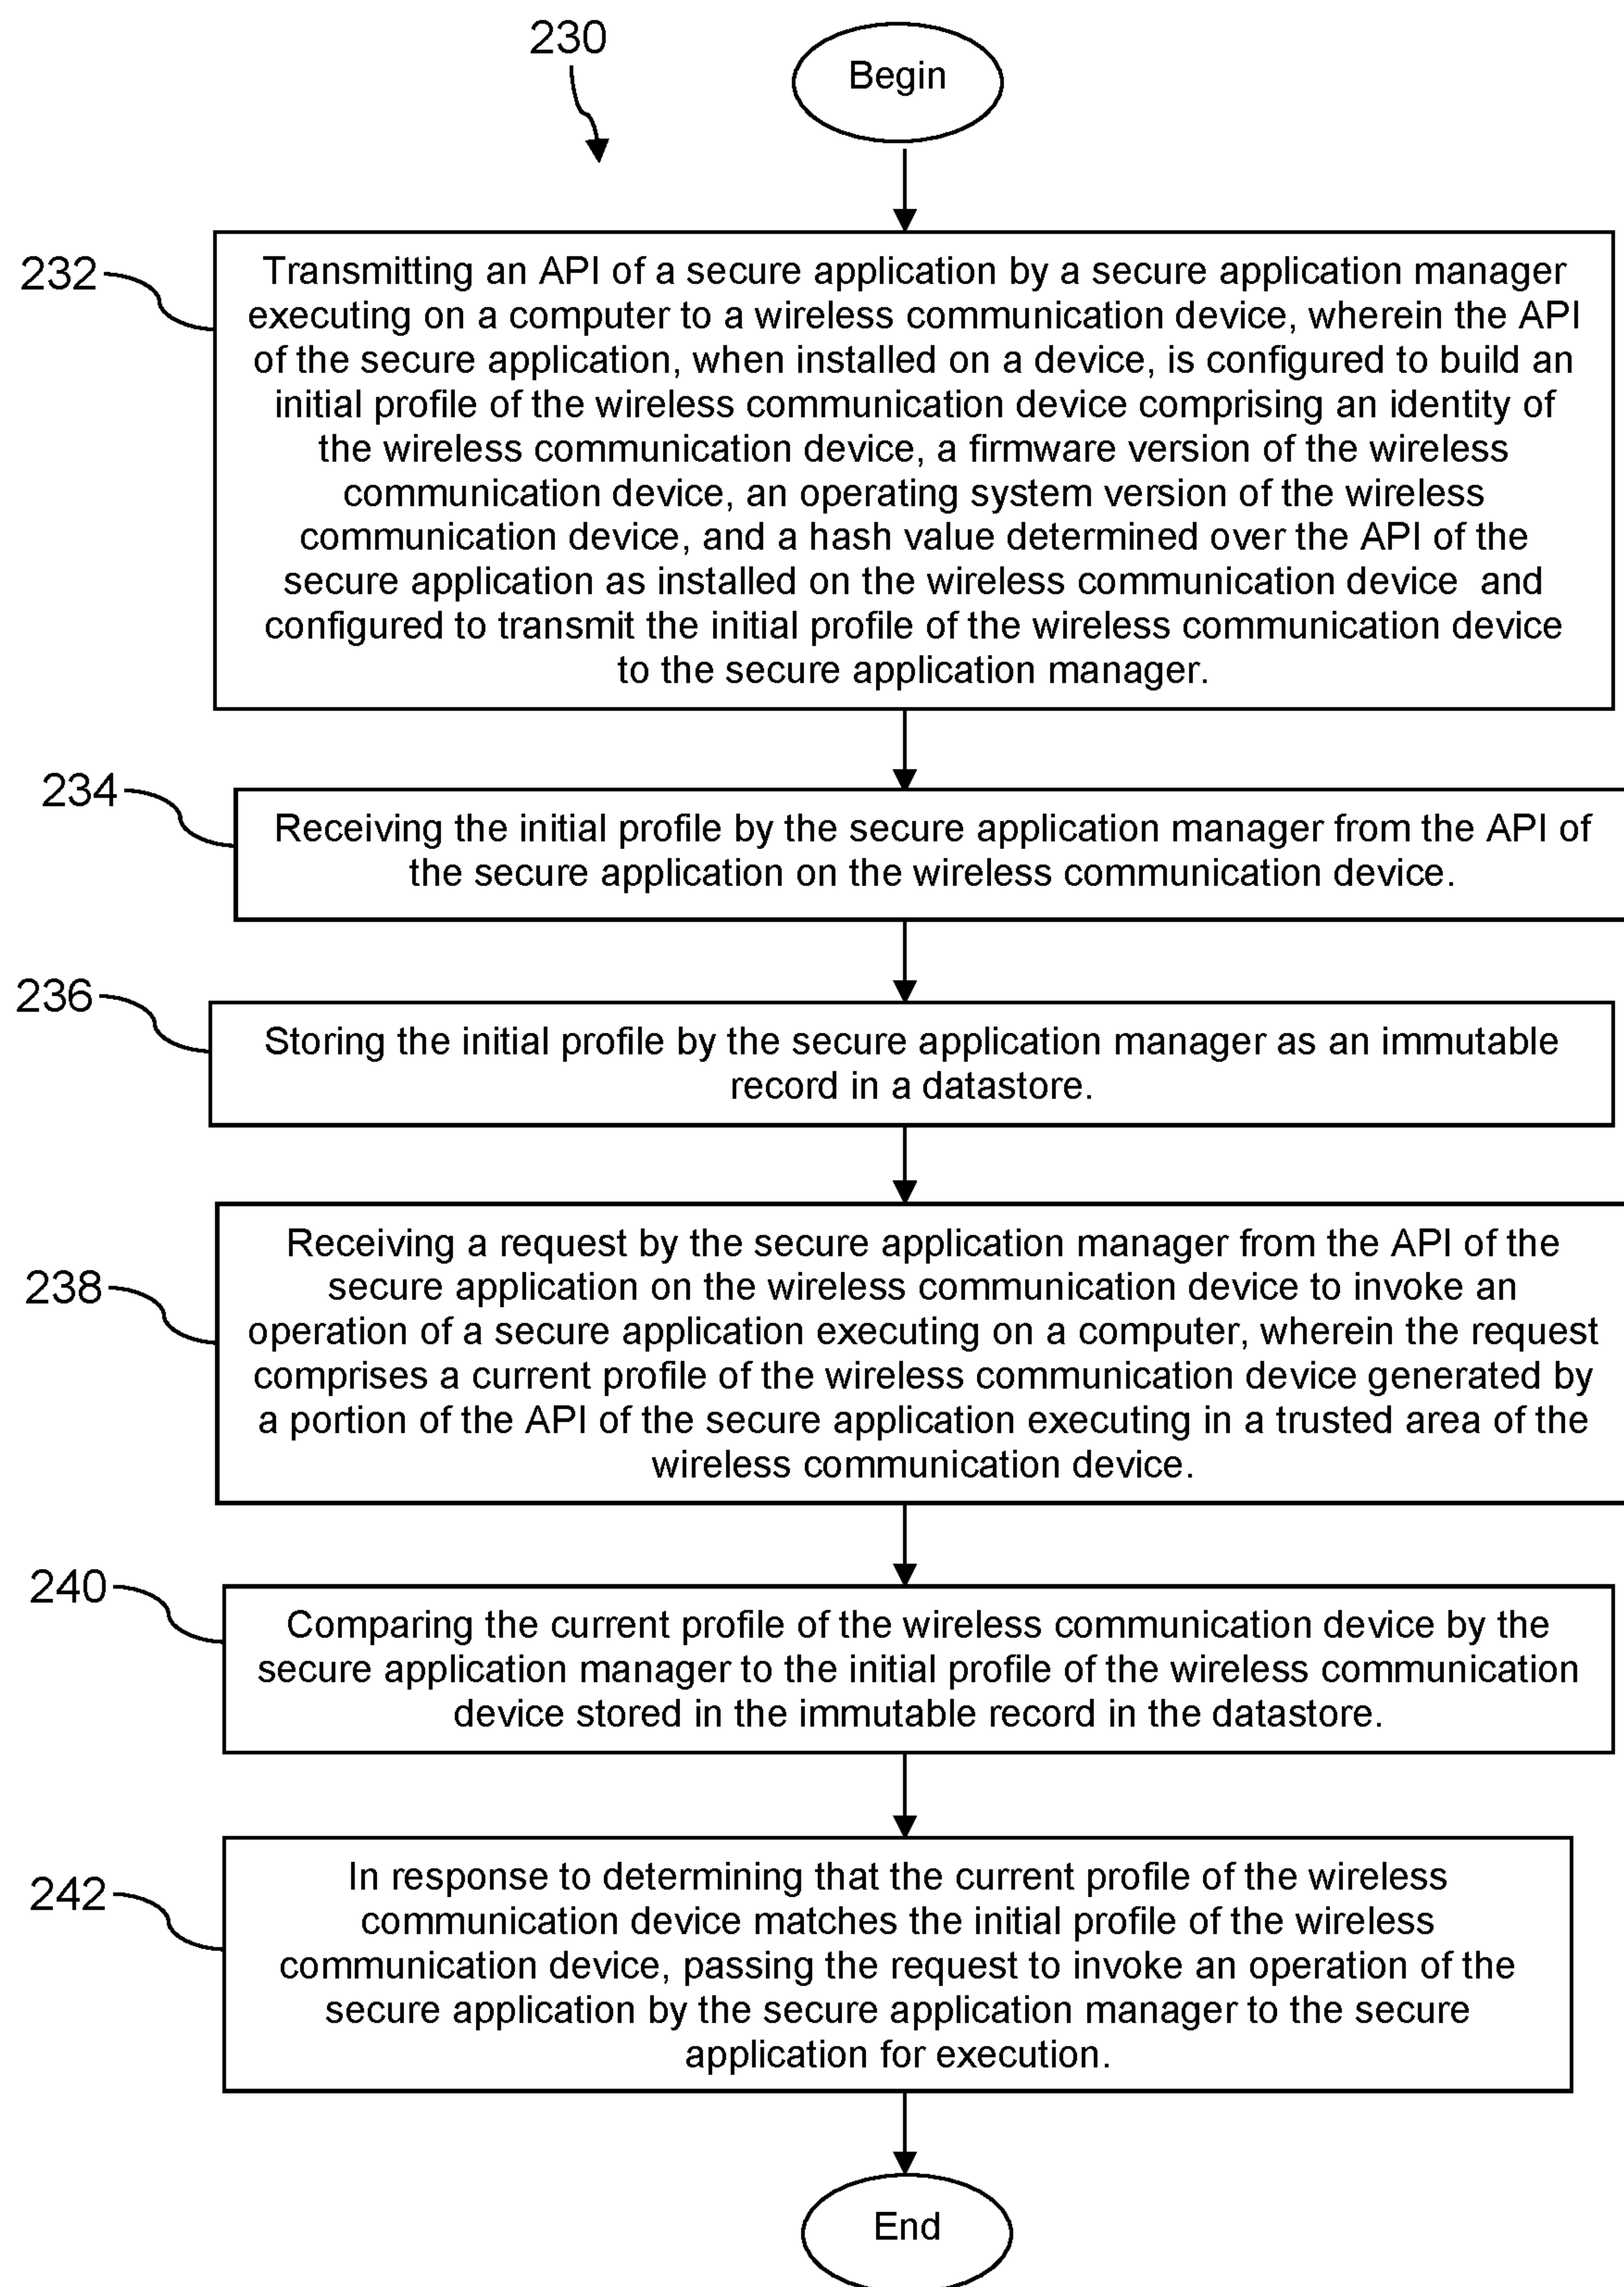 230
Begin
232
Transmitting an API of a secure application by a secure application manager
executing on a computer to a wireless communication device, wherein the API
of the secure application, when installed on a device, is configured to build an
initial profile of the wireless communication device comprising an identity of
the wireless communication device, a firmware version of the wireless
communication device, an operating system version of the wireless
communication device, and a hash value determined over the API of the
secure application as installed on the wireless communication device and
configured to transmit the initial profile of the wireless communication device
to the secure application manager.
234
Receiving the initial profile by the secure application manager from the API of
the secure application on the wireless communication device.
236
Storing the initial profile by the secure application manager as an immutable
record in a datastore.
238
Receiving a request by the secure application manager from the API of the
secure application on the wireless communication device to invoke an
operation of a secure application executing on a computer, wherein the request
comprises a current profile of the wireless communication device generated by
a portion of the API of the secure application executing in a trusted area of the
wireless communication device.
240
Comparing the current profile of the wireless communication device by the
secure application manager to the initial profile of the wireless communication
device stored in the immutable record in the datastore.
242
In response to determining that the current profile of the wireless
communication device matches the initial profile of the wireless
communication device, passing the request to invoke an operation of the
secure application by the secure application manager to the secure
application for execution.
End